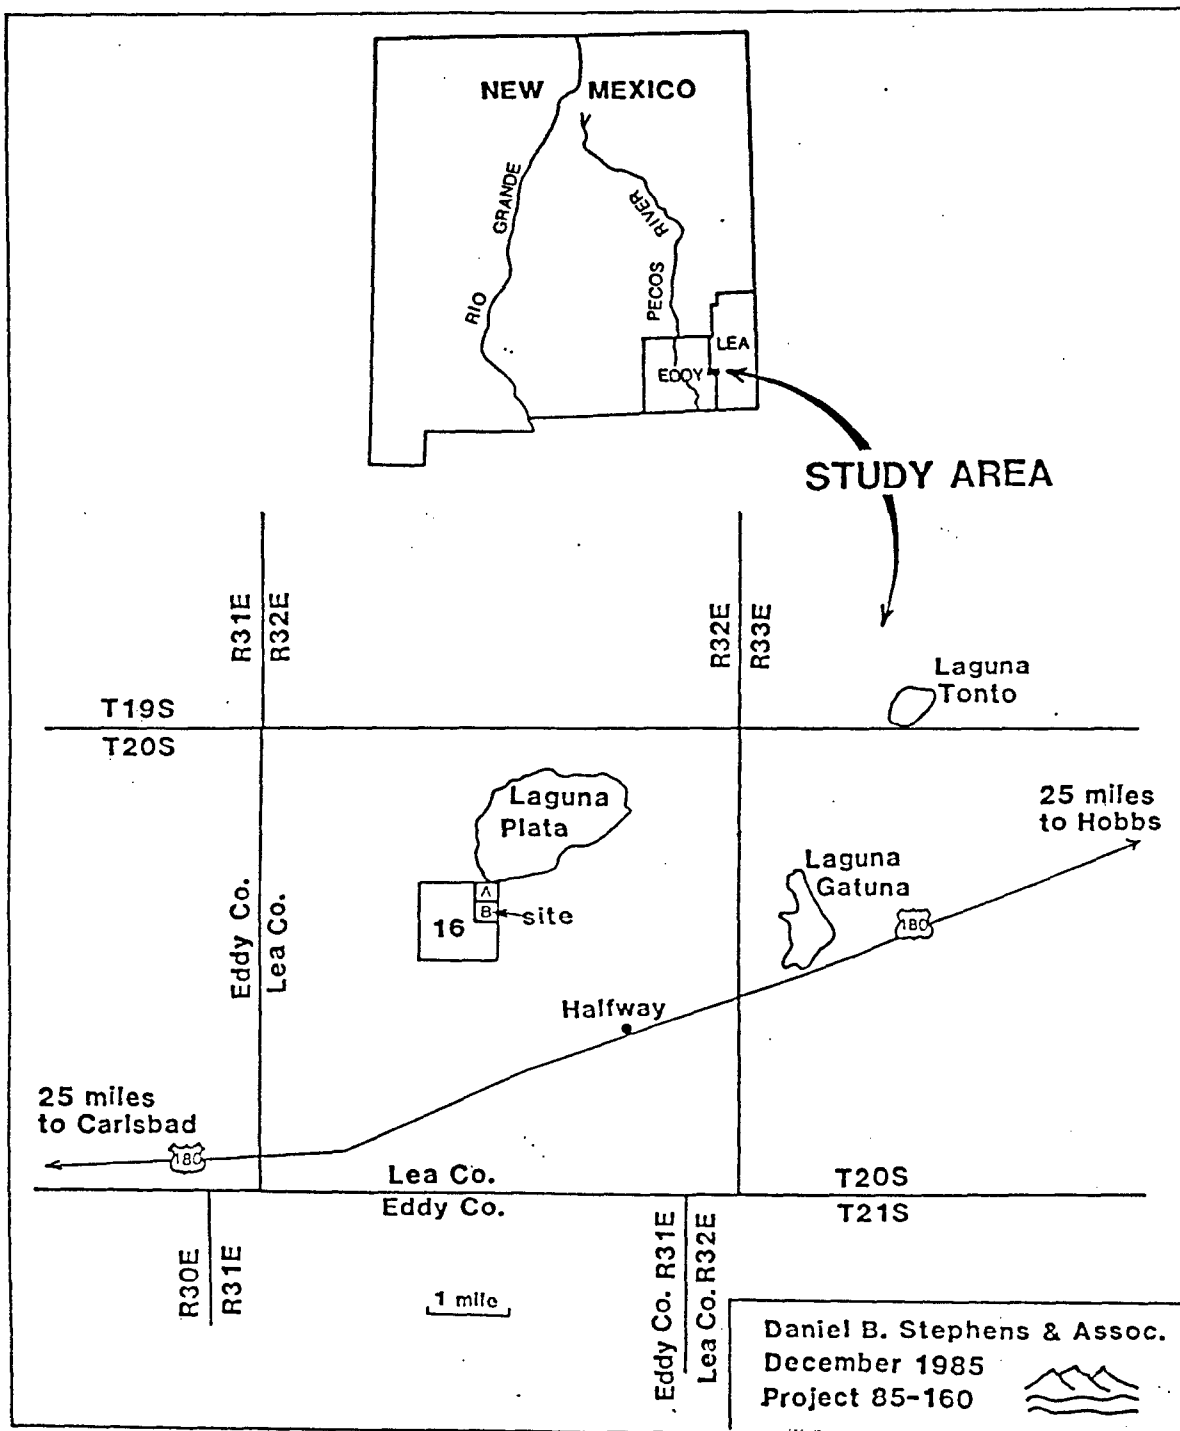 NEW MEXICO
RIO GRANDE
PECOS RIVER
LEA
EDDY
STUDY AREA
R31E
R32E
R32E
R33E
Laguna
Tonto
T19S
T20S
Laguna
Plata
25 miles
to Hobbs
Laguna
Gatuna
A
B
site
16
180
Eddy Co.
Lea Co.
Halfway
25 miles
to Carlsbad
180
Lea Co.
Eddy Co.
T20S
T21S
R30E
R31E
Eddy Co. R31E
Lea Co. R32E
1 mile
Daniel B. Stephens & Assoc.
December 1985
Project 85-160